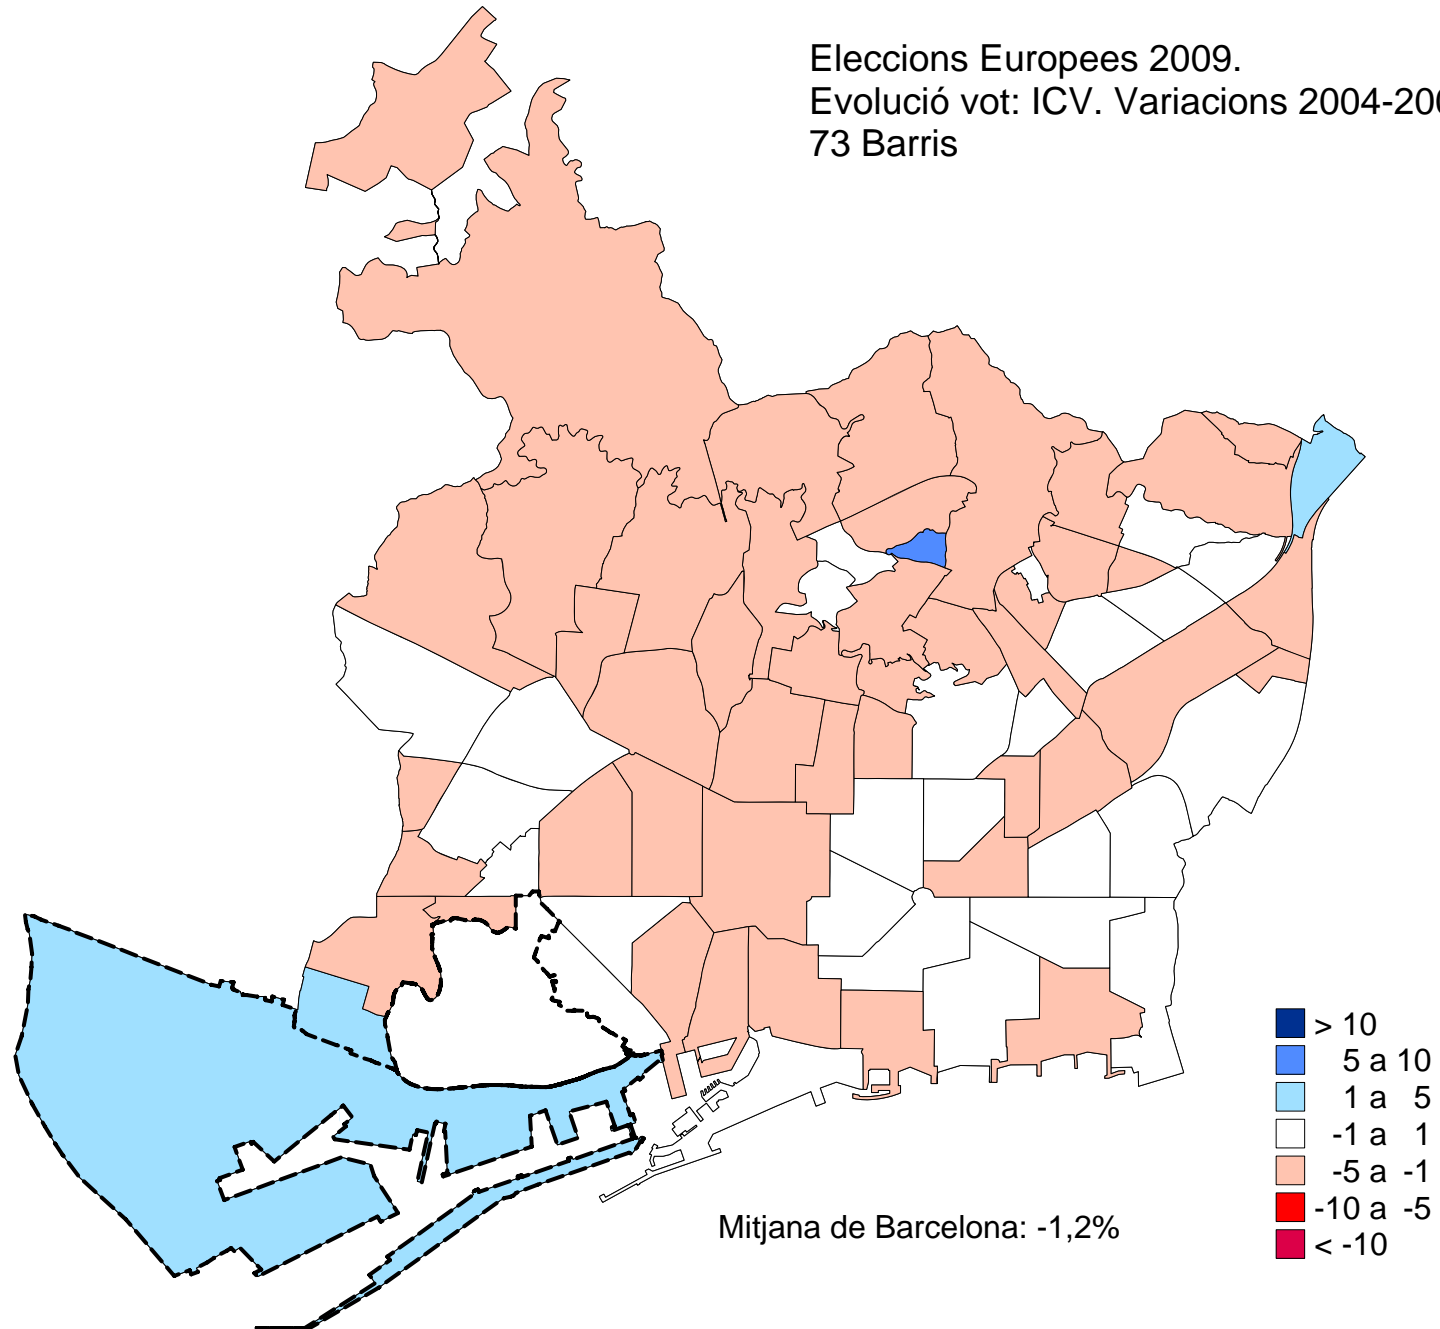 Eleccions Europees 2009.
Evolució vot: ICV. Variacions 2004-200
73 Barris
> 10
5 a 10
1 a 5
-1 a 1
-5 a -1
-10 a -5
< -10
Mitjana de Barcelona: -1,2%